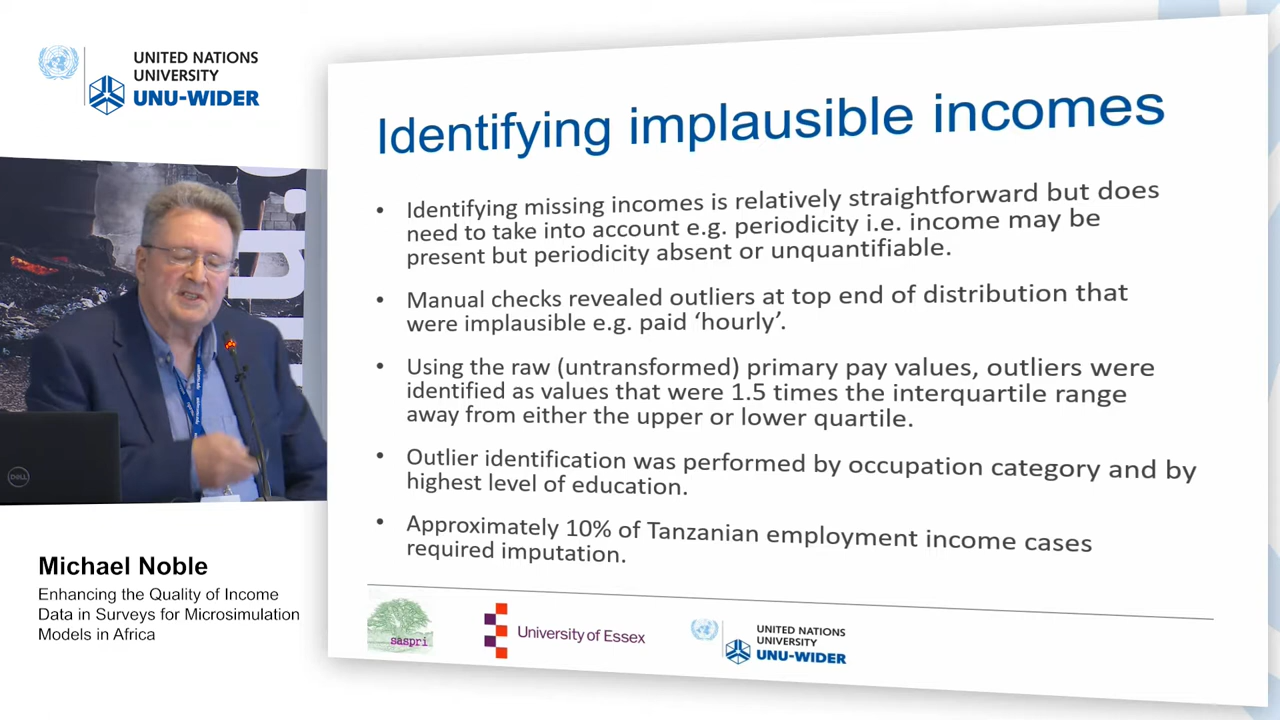 UNITED NATIONS
UNIVERSITY
UNU-WIDER
Identifying implausible incomes
• Identifying missing incomes is relatively straightforward but does
need to take into account e.g. periodicity i.e. income may be
present but periodicity absent or unquantifiable.
• Manual checks revealed outliers at top end of distribution that
were implausible e.g. paid ‘hourly’.
• Using the raw (untransformed) primary pay values, outliers were
identified as values that were 1.5 times the interquartile range
away from either the upper or lower quartile.
• Outlier identification was performed by occupation category and by
highest level of education.
• Approximately 10% of Tanzanian employment income cases
required imputation.
DELL
Michael Noble
Enhancing the Quality of Income
Data in Surveys for Microsimulation
Models in Africa
saspri
University of Essex
UNITED NATIONS
UNIVERSITY
UNU-WIDER